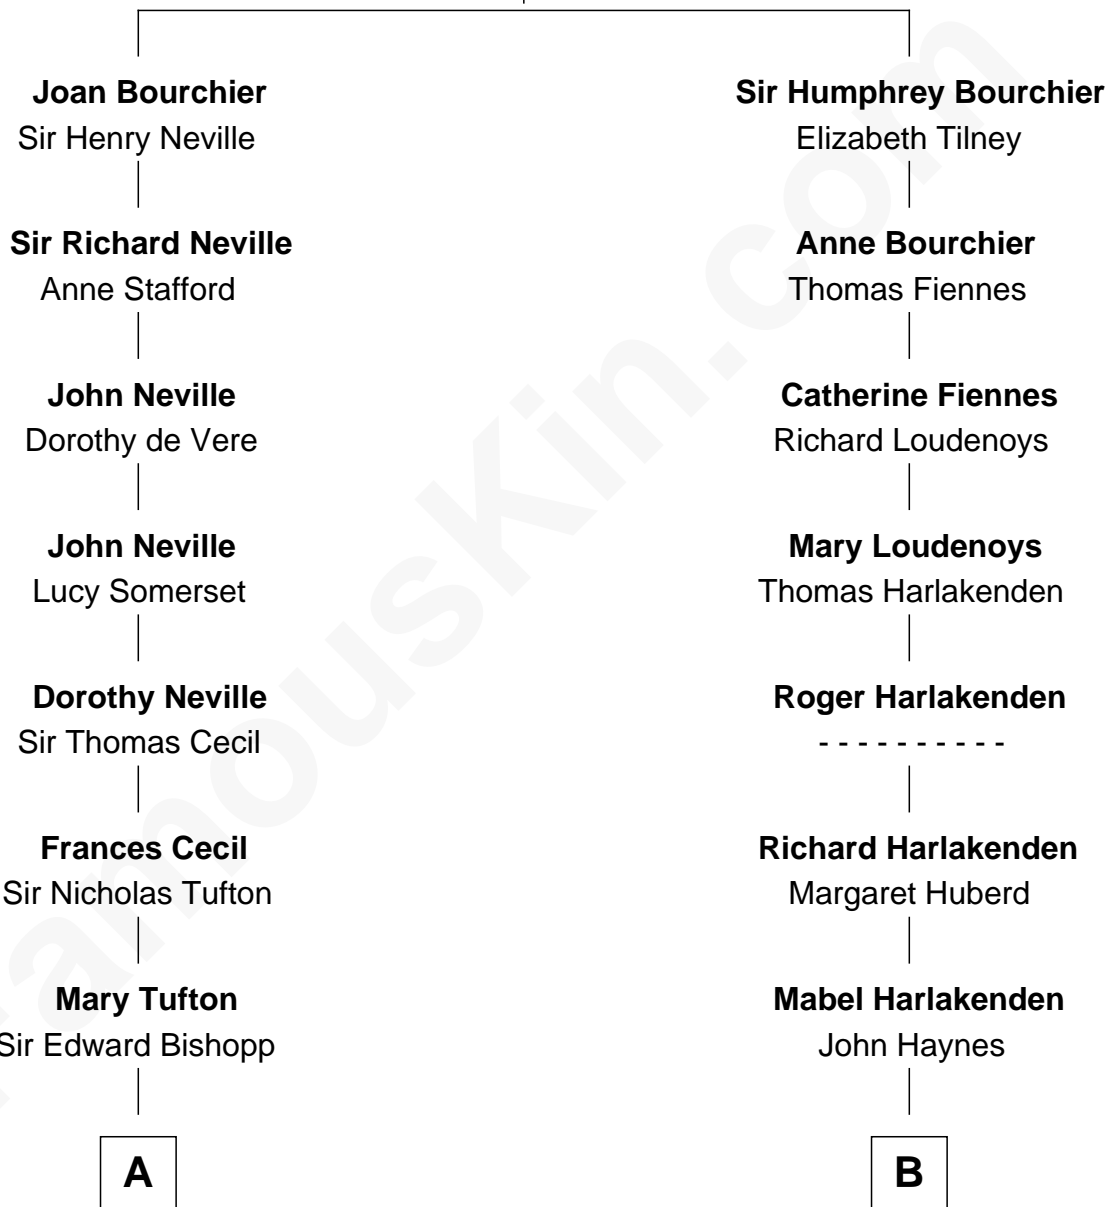 Joan Bourchier
Sir Henry Neville
Sir Richard Neville
Anne Stafford
John Neville
Dorothy de Vere
John Neville
Lucy Somerset
Dorothy Neville
Sir Thomas Cecil
Frances Cecil
Sir Nicholas Tufton
Mary Tufton
Sir Edward Bishopp
A
Sir Humphrey Bourchier
Elizabeth Tilney
Anne Bourchier
Thomas Fiennes
Catherine Fiennes
Richard Loudenoys
Mary Loudenoys
Thomas Harlakenden
Roger Harlakenden
- - - - - - - - - -
Richard Harlakenden
Margaret Huberd
Mabel Harlakenden
John Haynes
B
FamousKin.com